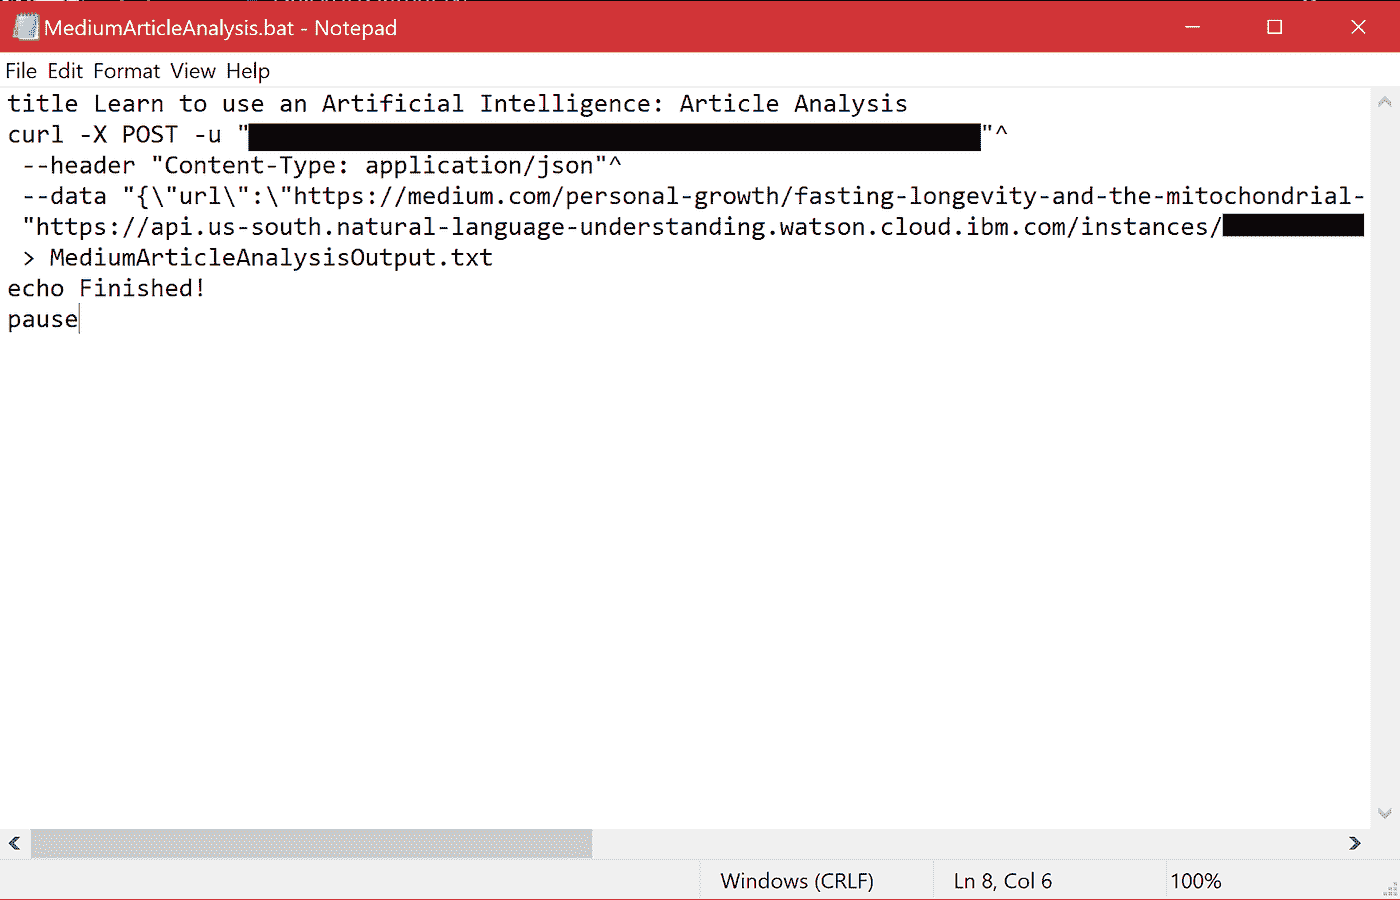 MediumArticleAnalysis.bat - Notepad
File Edit Format View Help
title Learn to use an Artificial Intelligence: Article Analysis
curl -X POST -u " "^
--header "Content-Type: application/json"^
--data "{\"url\":\"https://medium.com/personal-growth/fasting-longevity-and-the-mitochondrial-
"https://api.us-south.natural-language-understanding.watson.cloud.ibm.com/instances/
> MediumArticleAnalysisOutput.txt
echo Finished!
pause
Windows (CRLF)
Ln 8, Col 6
100%